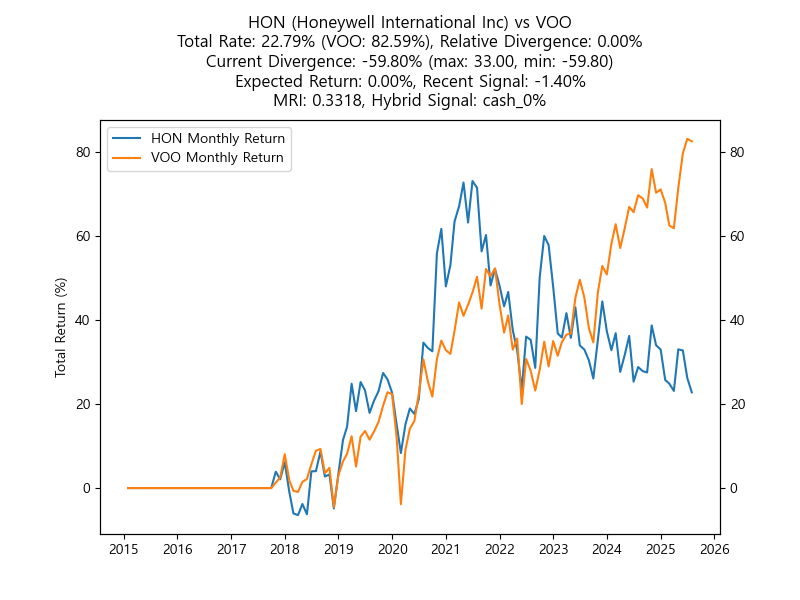 HON (Honeywell International Inc) vs VOO
Total Rate: 22.79% (VOO: 82.59%), Relative Divergence: 0.00%
Current Divergence: -59.80% (max: 33.00, min: -59.80)
Expected Return: 0.00%, Recent Signal: -1.40%
MRI: 0.3318, Hybrid Signal: cash_0%
HON Monthly Return
VOO Monthly Return
Total Return (%)
80
60
40
20
0
80
60
40
20
0
2015 2016 2017 2018 2019 2020 2021 2022 2023 2024 2025 2026